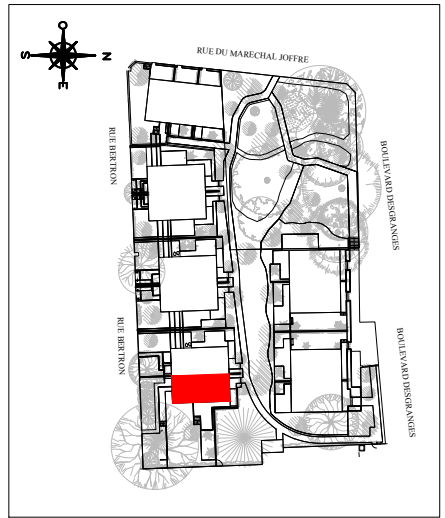 O
S
N
E
RUE DU MARECHAL JOFFRE
RUE BERTRON
BOULEVARD DESGRANGES
RUE BERTRON
BOULEVARD DESGRANGES